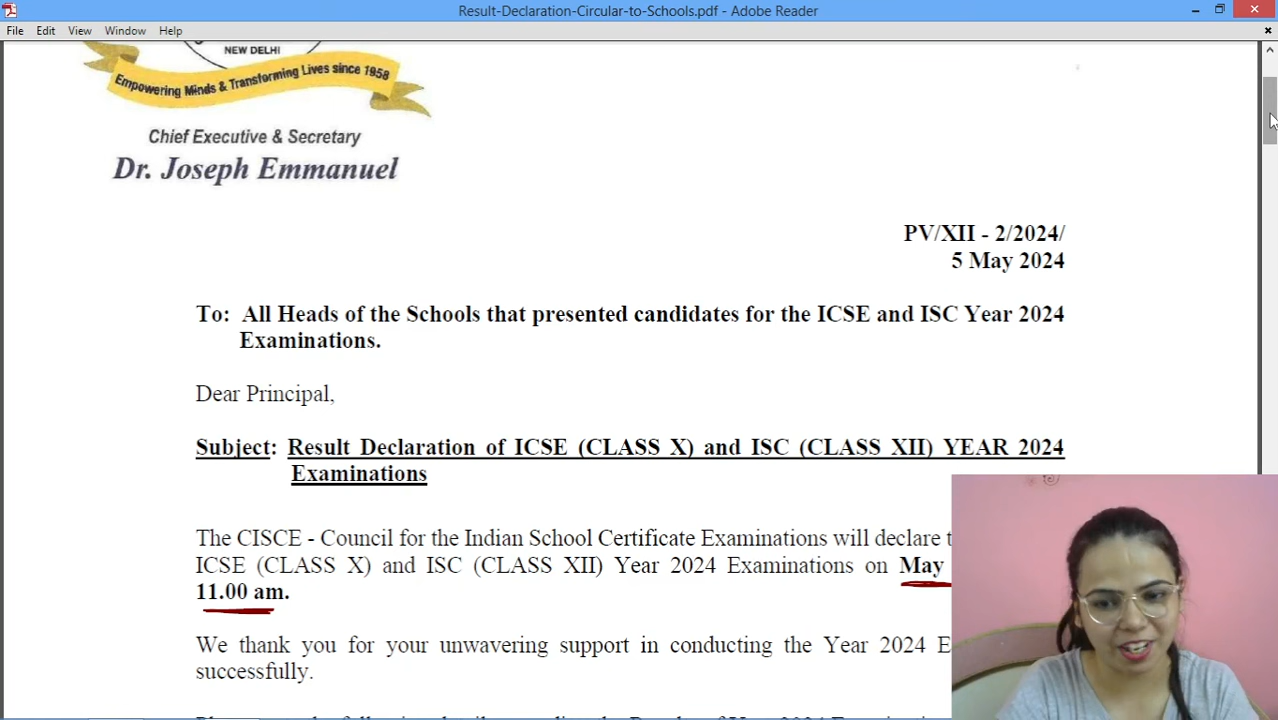 Result-Declaration-Circular-to-Schools.pdf - Adobe Reader
File Edit View Window Help
NEW DELHI
Empowering Minds & Transforming Lives since 1958
Chief Executive & Secretary
Dr. Joseph Emmanuel
PV/XII - 2/2024/
5 May 2024
To: All Heads of the Schools that presented candidates for the ICSE and ISC Year 2024
Examinations.
Dear Principal,
Subject: Result Declaration of ICSE (CLASS X) and ISC (CLASS XII) YEAR 2024
Examinations
The CISCE - Council for the Indian School Certificate Examinations will declare
ICSE (CLASS X) and ISC (CLASS XII) Year 2024 Examinations on May
11.00 am.
We thank you for your unwavering support in conducting the Year 2024
successfully.